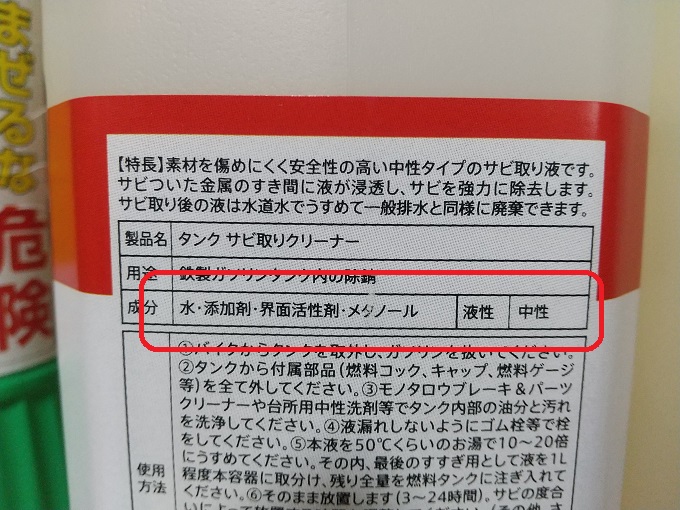 まぜるな
危険
【特長】素材を傷めにくく安全性の高い中性タイプのサビ取り液です。
サビついた金属のすき間に液が浸透し、サビを強力に除去します。
サビ取り後の液は水道水でうすめて一般排水と同様に廃棄できます。
製品名 タンク サビ取りクリーナー
用途 鉄製ガソリンタンク内の除錆
成分 水・添加剤・界面活性剤・メタノール 液性 中性
使用方法
①バイクからタンクを取外し、ガソリンを抜いてください。
②タンクから付属部品(燃料コック、キャップ、燃料ゲージ
等)を全て外してください。③モノタロウブレーキ&パーツ
クリーナーや台所用中性洗剤等でタンク内部の油分と汚れ
を洗浄してください。④液漏れしないようにゴム栓等で栓
をしてください。⑤本液を50℃くらいのお湯で10~20倍
にうすめてください。その内、最後のすすぎ用として液を1L
程度本容器に取分け、残り全量を燃料タンクに注ぎ入れて
ください。⑥そのまま放置します(3~24時間)。サビの度合